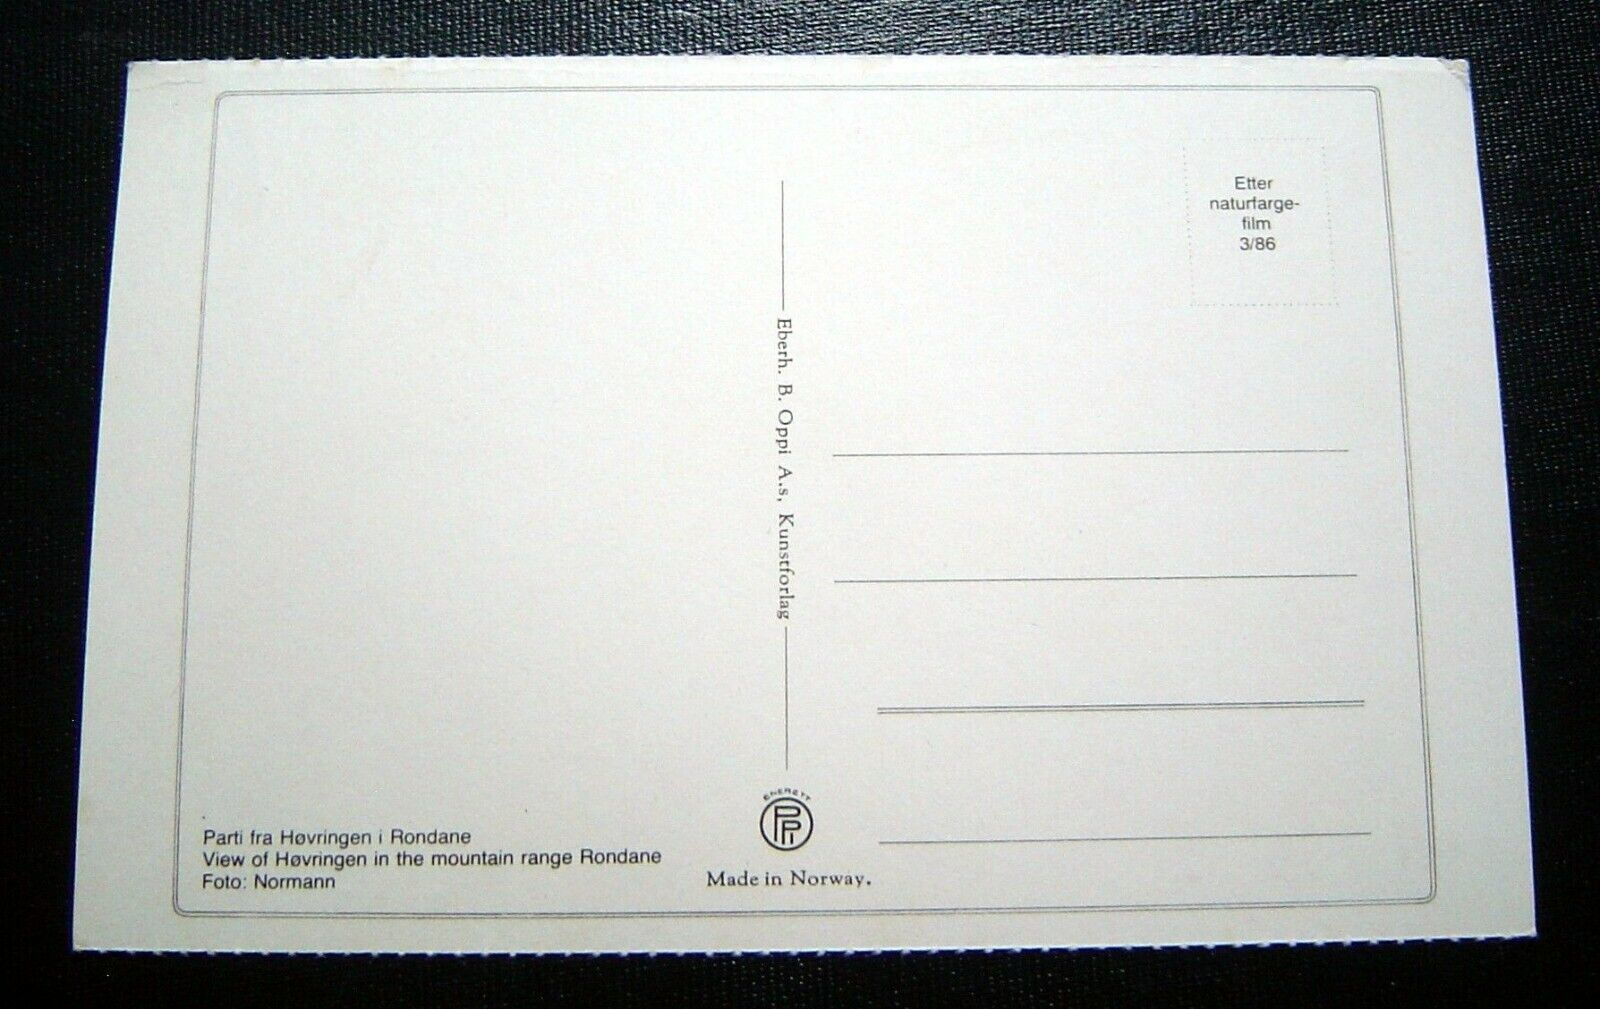 Etter
naturfarge-
film
3/86
Eberh. B. Oppi A.s, Kunstforlag
Parti fra Høvringen i Rondane
View of Høvringen in the mountain range Rondane
Foto: Normann
ENERETT
OPPI
Made in Norway.